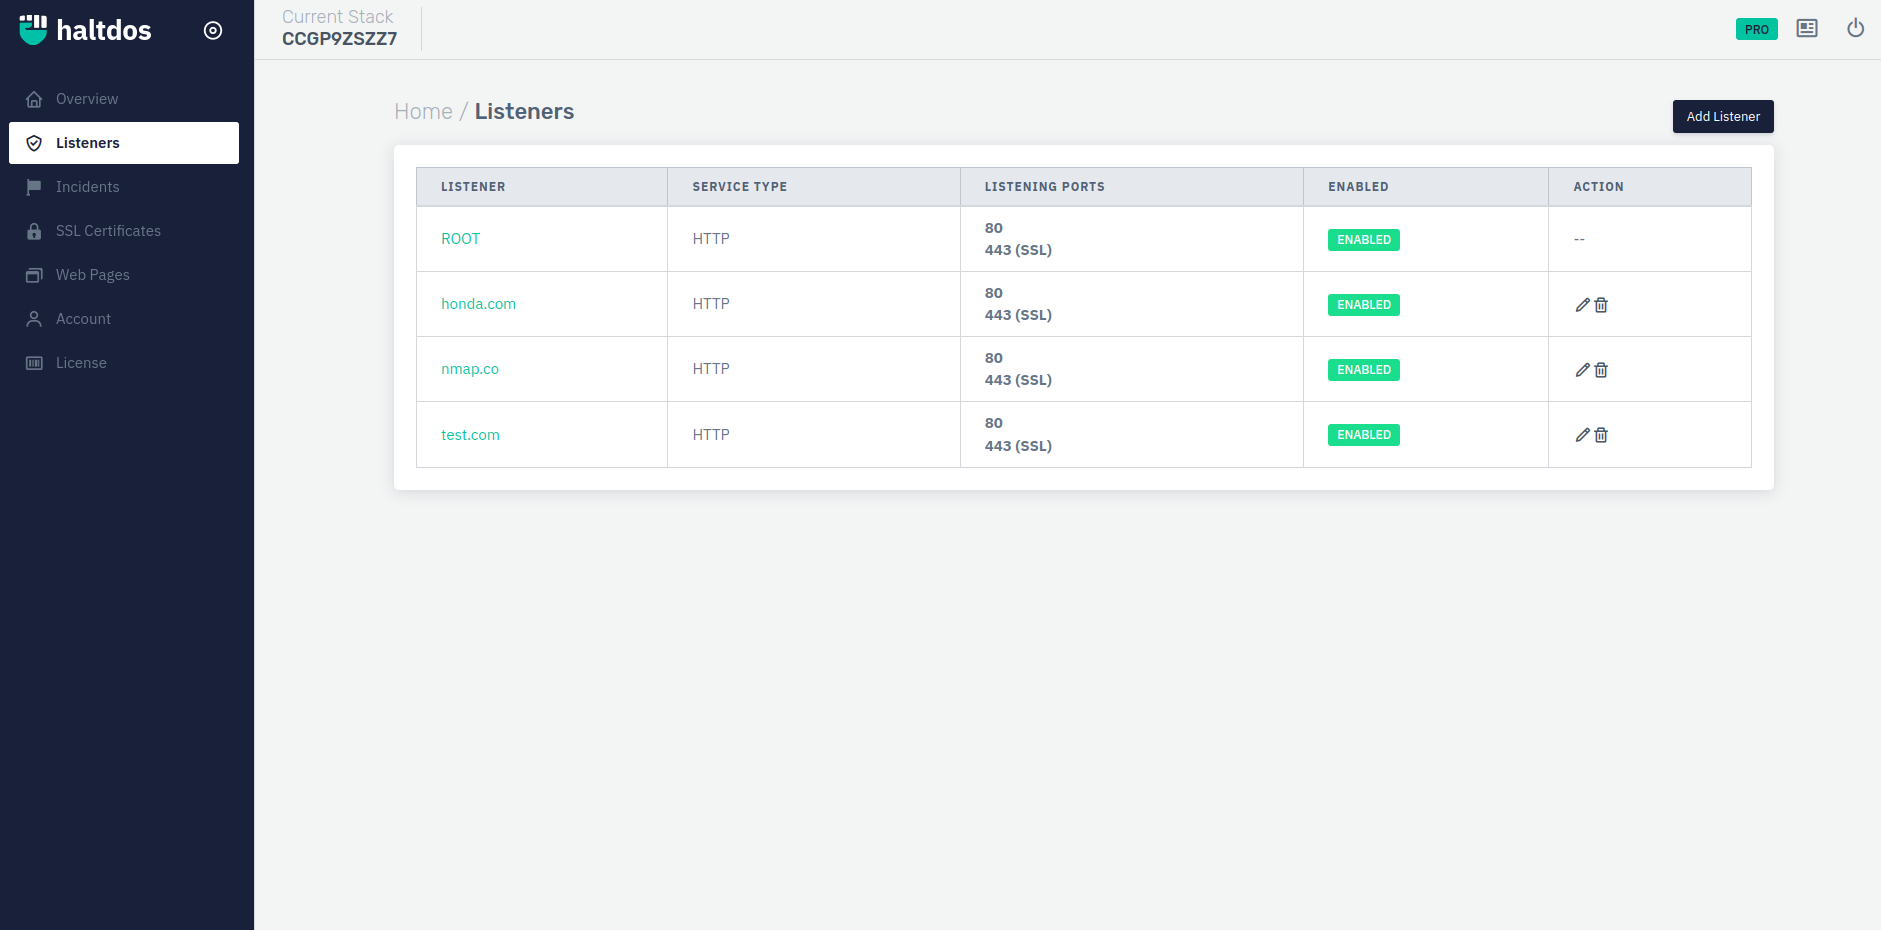 haltdos
Current Stack
CCGP9ZSZZ7
PRO
Overview
Listeners
Incidents
SSL Certificates
Web Pages
Account
License
Home / Listeners
Add Listener
LISTENER SERVICE TYPE LISTENING PORTS ENABLED ACTION
ROOT HTTP 80 ENABLED --
443 (SSL)
honda.com HTTP 80 ENABLED
443 (SSL)
nmap.co HTTP 80 ENABLED
443 (SSL)
test.com HTTP 80 ENABLED
443 (SSL)